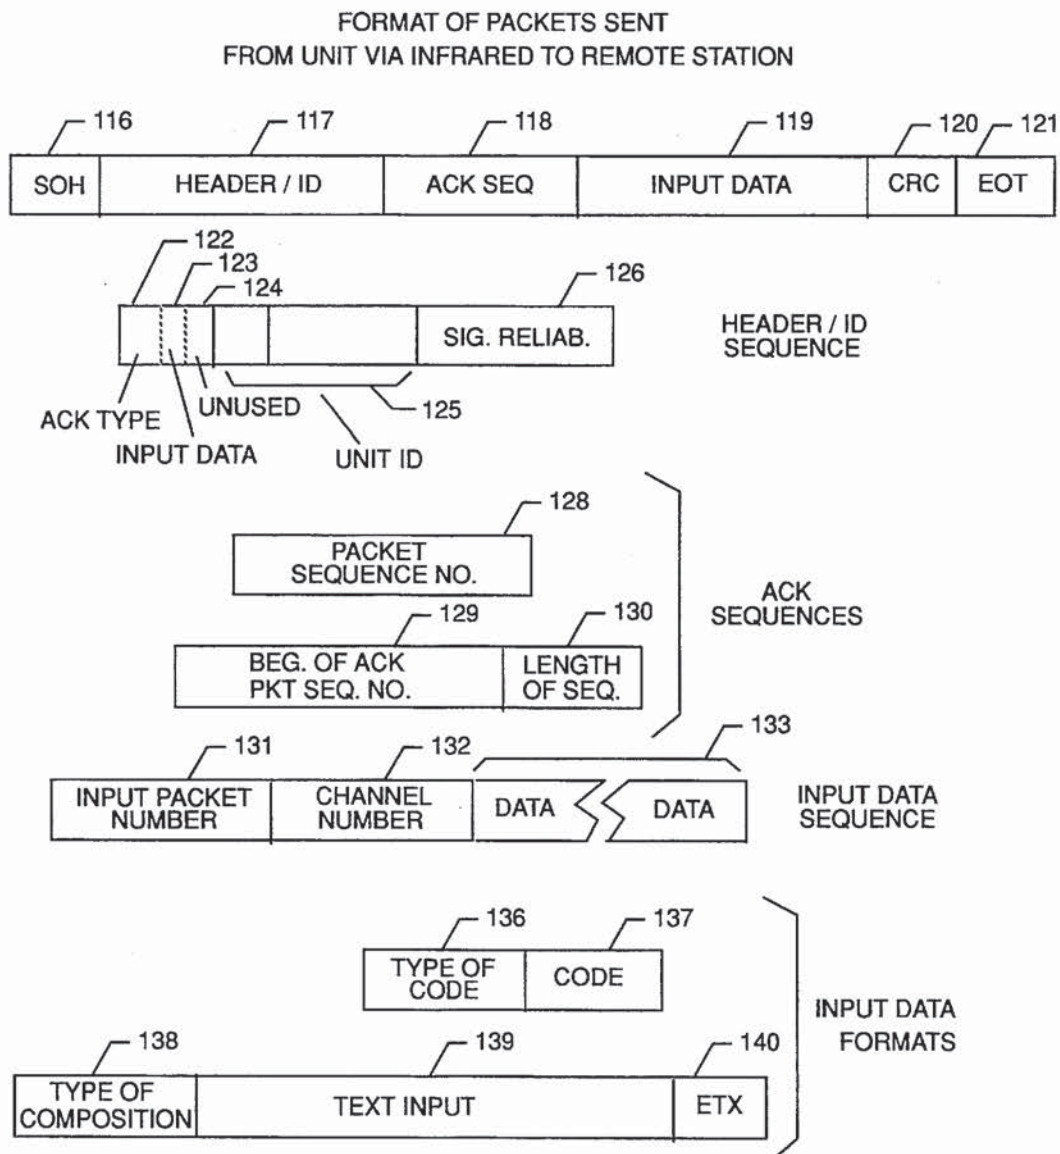 FORMAT OF PACKETS SENT
FROM UNIT VIA INFRARED TO REMOTE STATION
116 117 118 119 120 121
SOH HEADER / ID ACK SEQ INPUT DATA CRC EOT
122
123
124
126
SIG. RELIAB.
HEADER / ID
SEQUENCE
ACK TYPE
UNUSED
125
INPUT DATA
UNIT ID
128
PACKET
SEQUENCE NO.
129 130
BEG. OF ACK
PKT SEQ. NO.
LENGTH
OF SEQ.
ACK
SEQUENCES
131 132 133
INPUT PACKET
NUMBER
CHANNEL
NUMBER
DATA DATA
INPUT DATA
SEQUENCE
136 137
TYPE OF
CODE
CODE
INPUT DATA
FORMATS
138 139 140
TYPE OF
COMPOSITION
TEXT INPUT
ETX